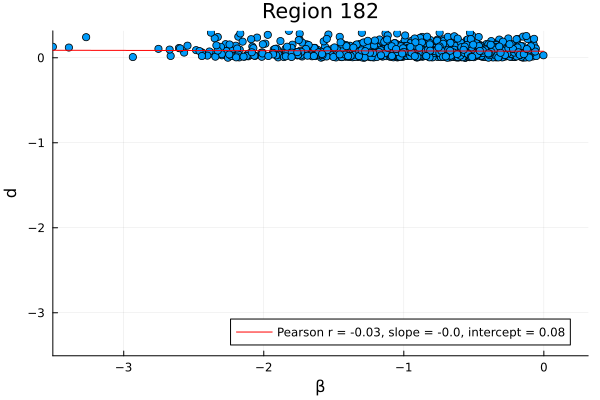 Region 182
d
0
−1
−2
−3
Pearson r = -0.03, slope = -0.0, intercept = 0.08
−3 −2 −1 0
β